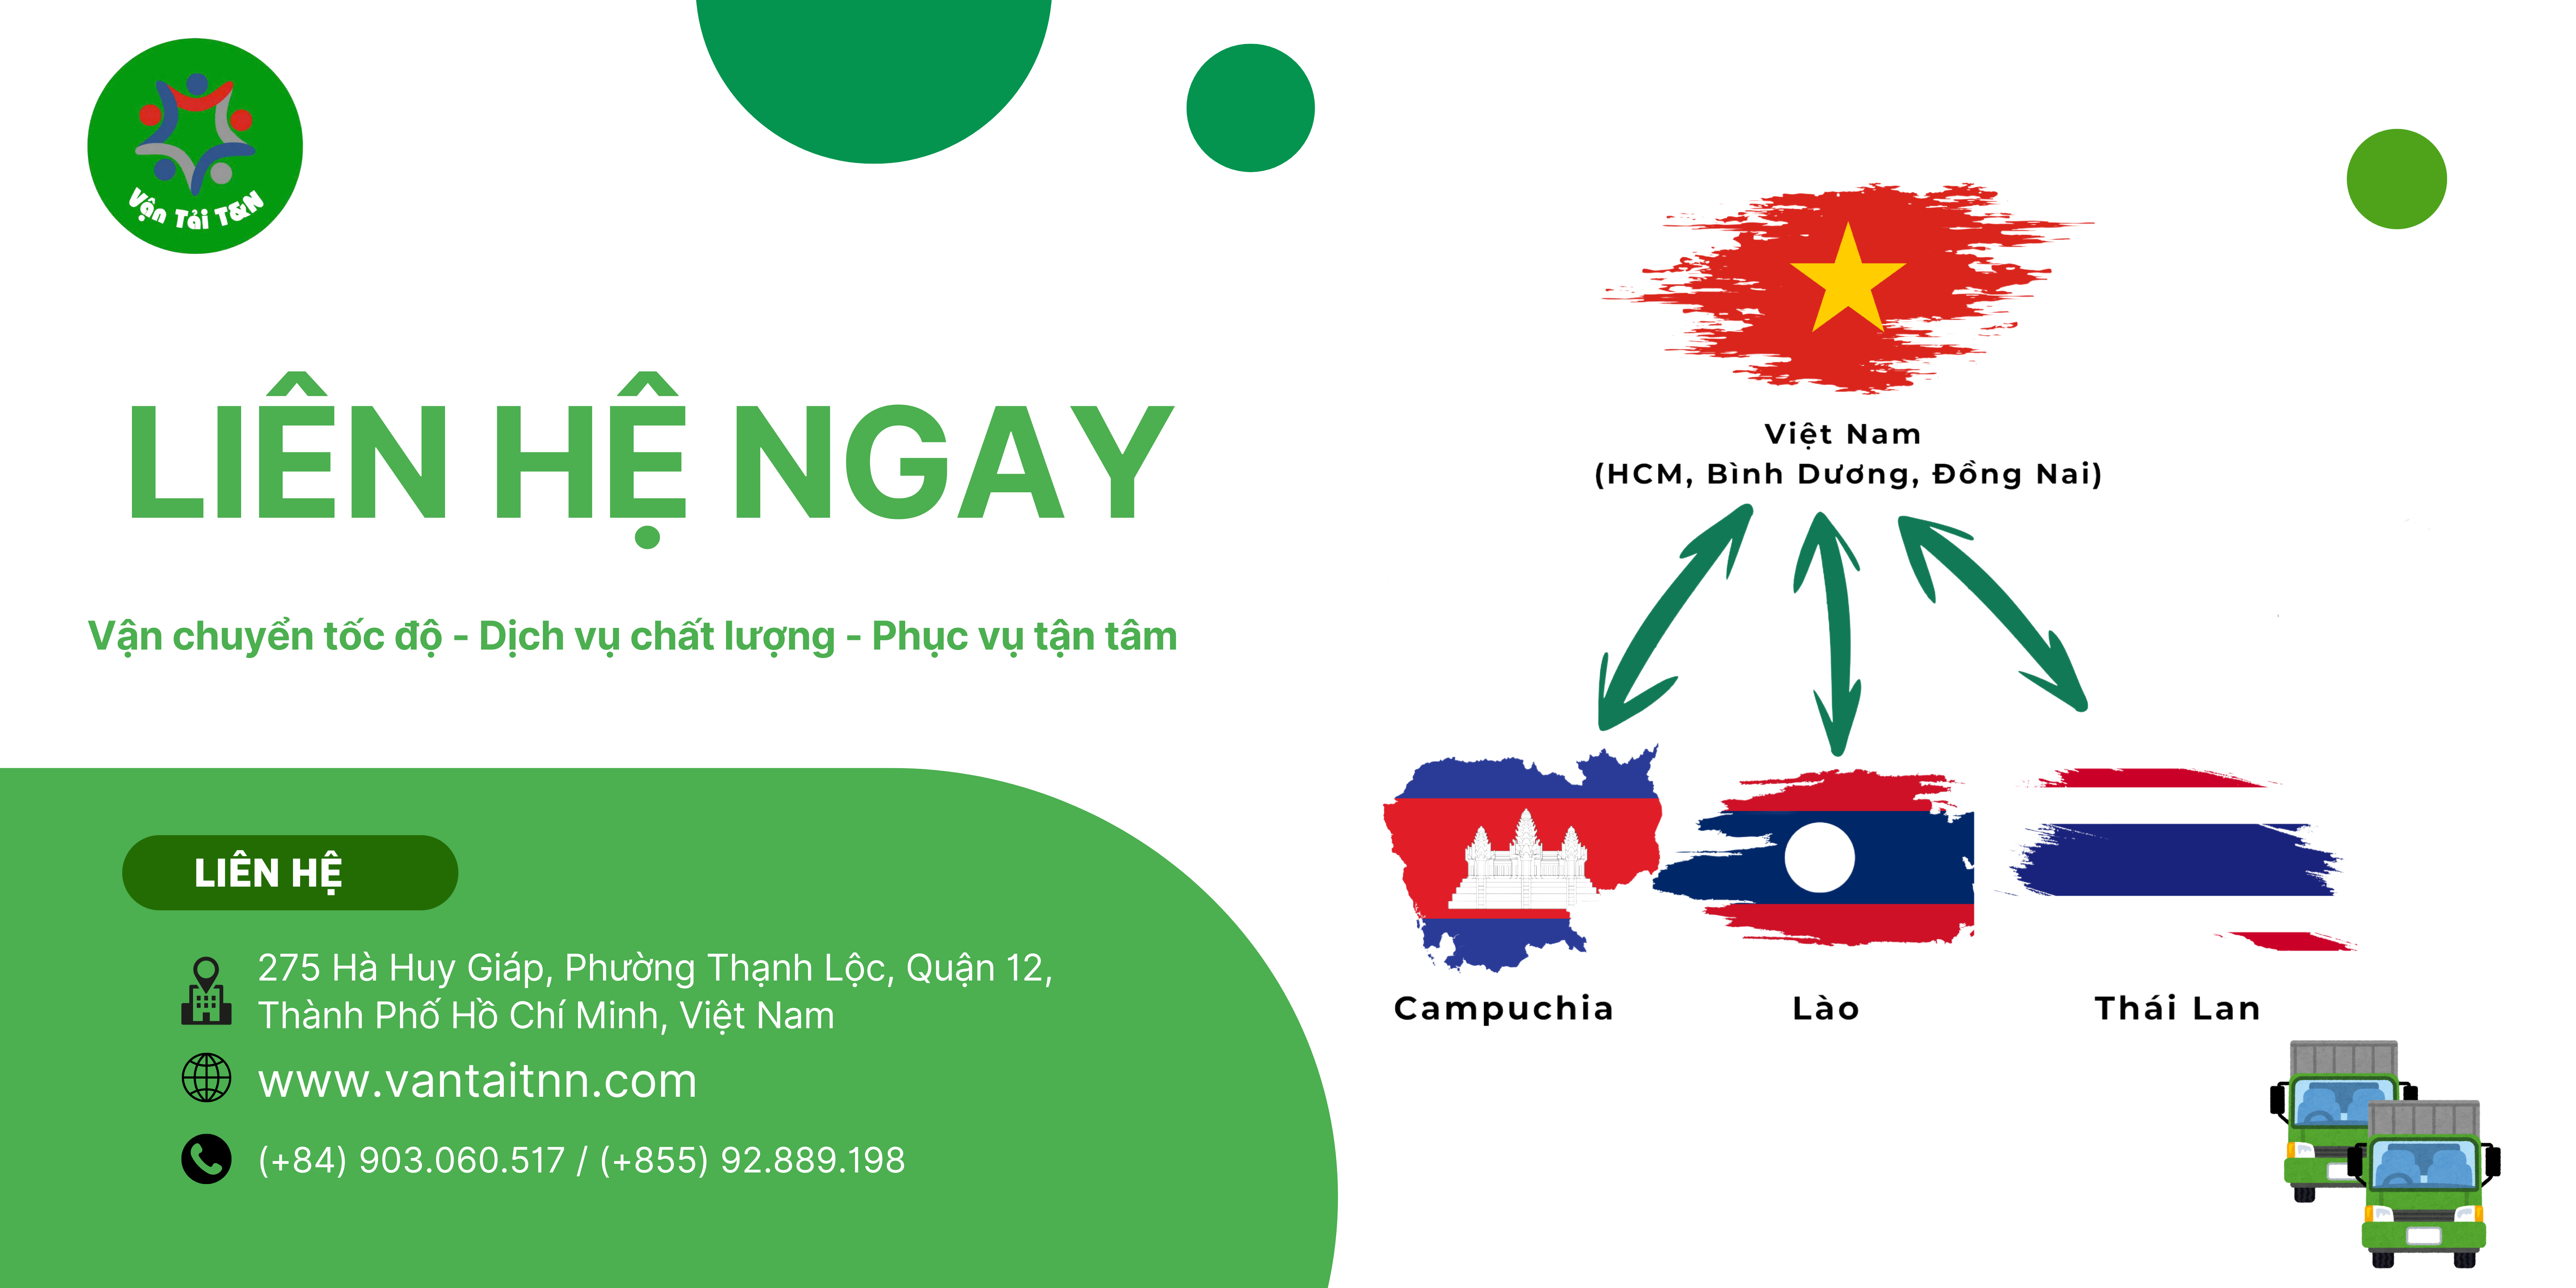 Vận Tải T&N
LIÊN HỆ NGAY
Vận chuyển tốc độ - Dịch vụ chất lượng - Phục vụ tận tâm
LIÊN HỆ
275 Hà Huy Giáp, Phường Thạnh Lộc, Quận 12,
Thành Phố Hồ Chí Minh, Việt Nam
www.vantaitnn.com
(+84) 903.060.517 / (+855) 92.889.198
Việt Nam
(HCM, Bình Dương, Đồng Nai)
Campuchia
Lào
Thái Lan